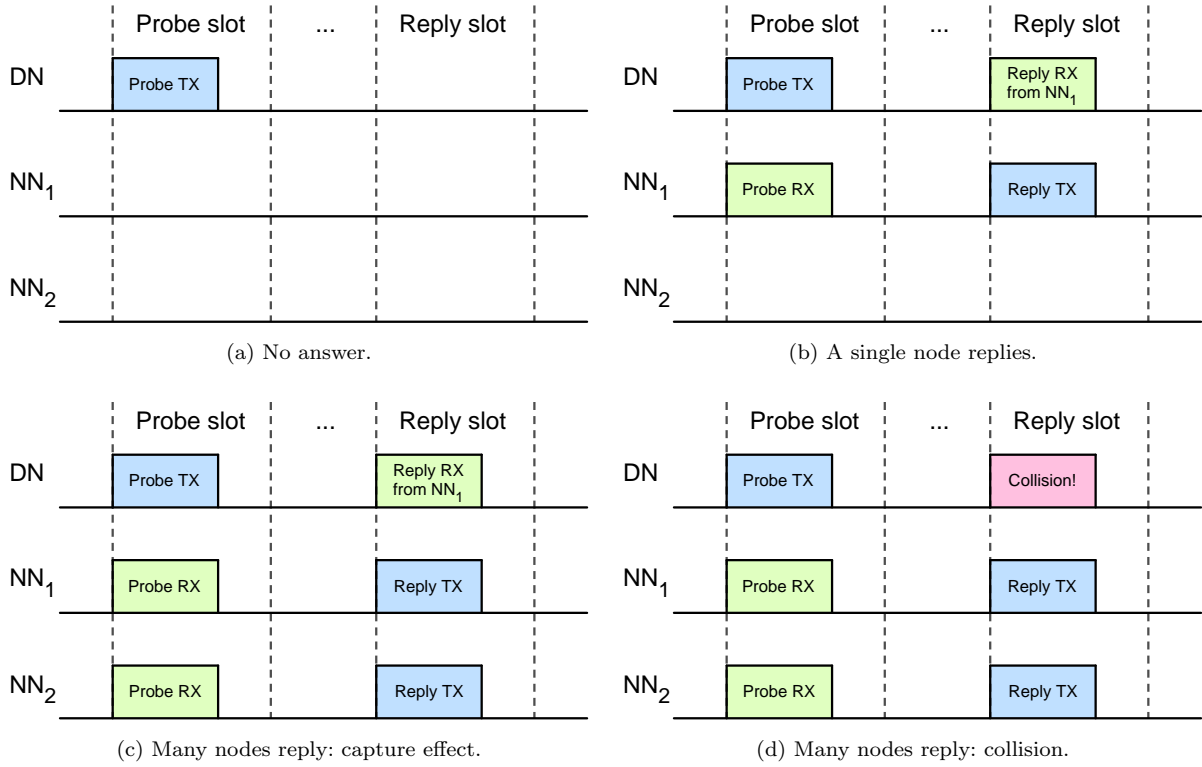 Probe slot ... Reply slot
DN Probe TX
NN1
NN2
(a) No answer.
Probe slot ... Reply slot
DN Probe TX Reply RX
from NN1
NN1 Probe RX Reply TX
NN2
(b) A single node replies.
Probe slot ... Reply slot
DN Probe TX Reply RX
from NN1
NN1 Probe RX Reply TX
NN2 Probe RX Reply TX
(c) Many nodes reply: capture effect.
Probe slot ... Reply slot
DN Probe TX Collision!
NN1 Probe RX Reply TX
NN2 Probe RX Reply TX
(d) Many nodes reply: collision.